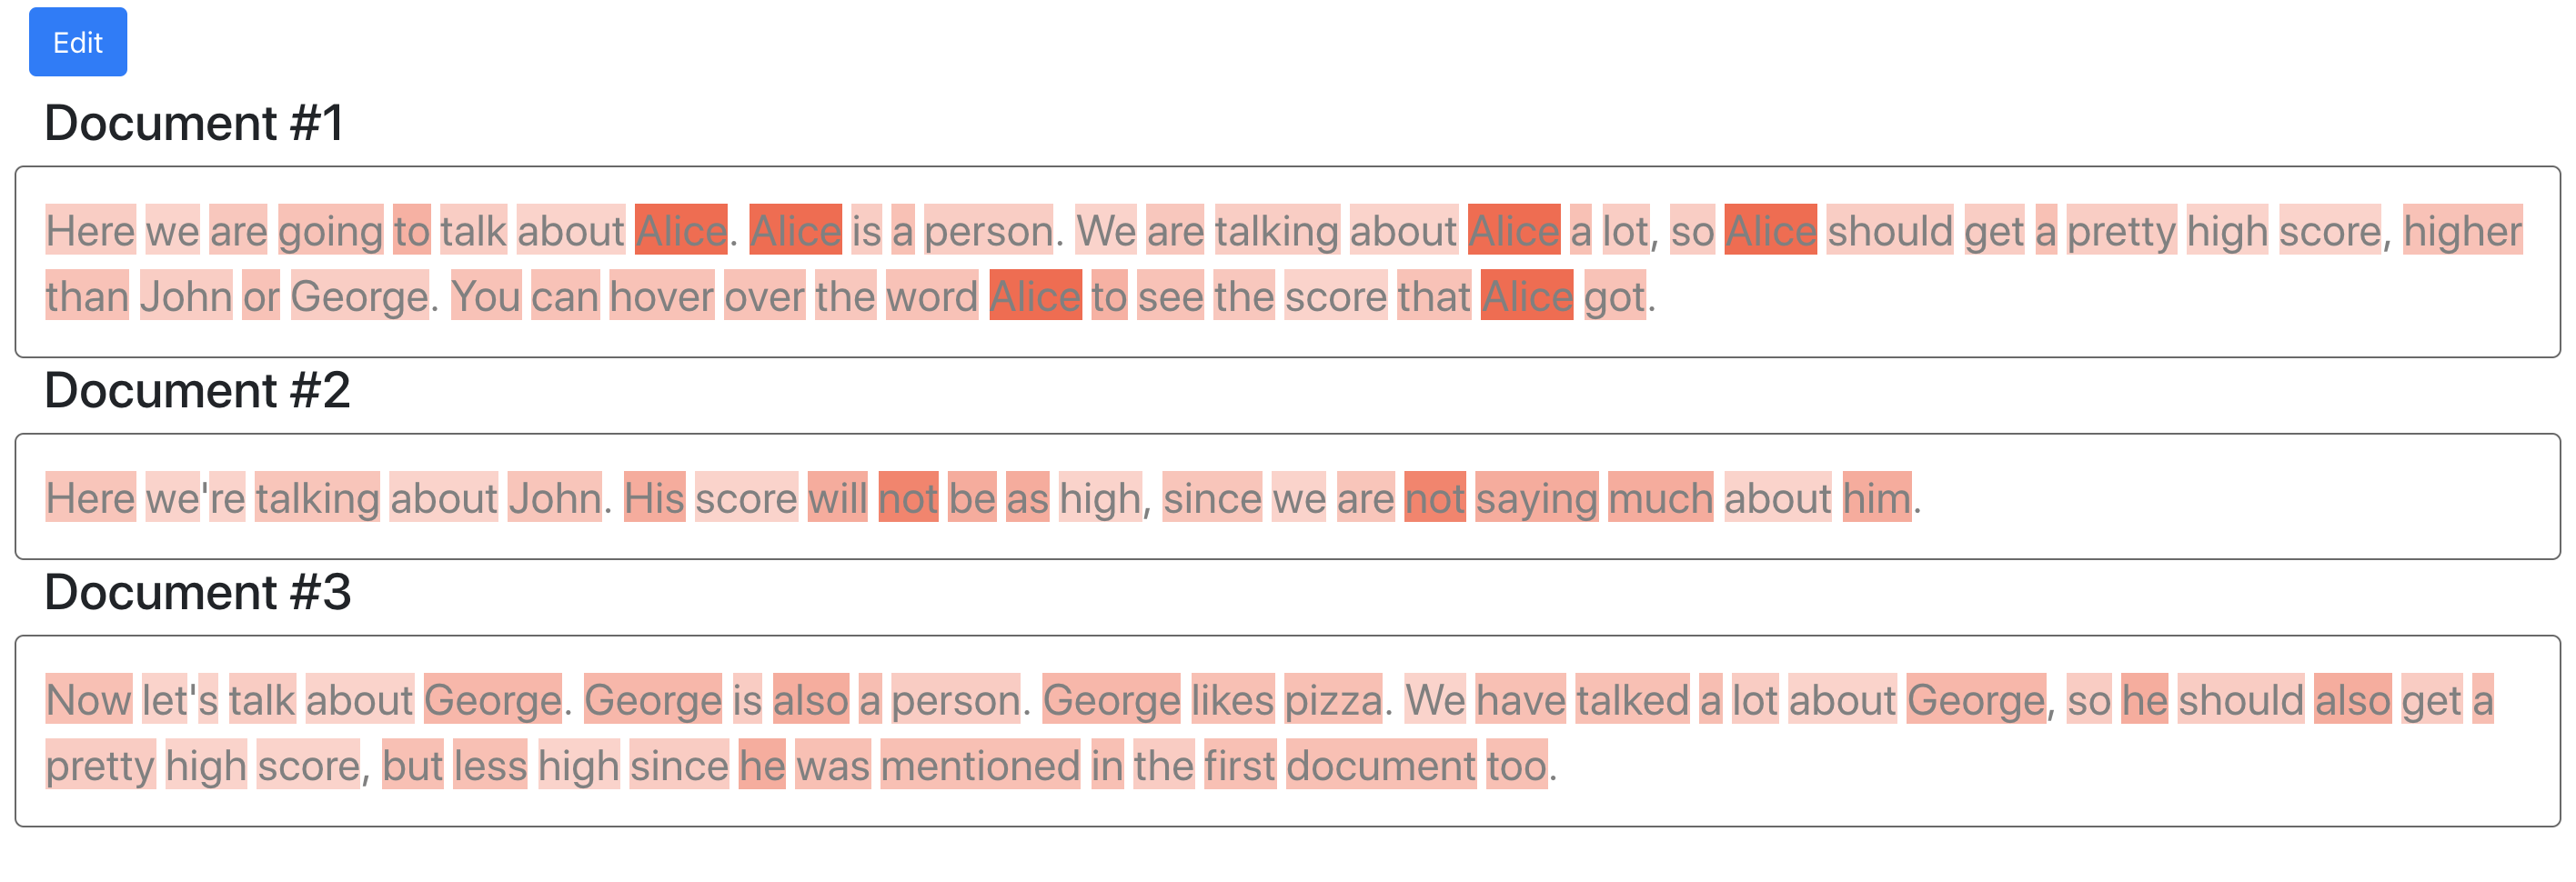 Edit
Document #1
Here we are going to talk about Alice. Alice is a person. We are talking about Alice a lot, so Alice should get a pretty high score, higher
than John or George. You can hover over the word Alice to see the score that Alice got.
Document #2
Here we're talking about John. His score will not be as high, since we are not saying much about him.
Document #3
Now let's talk about George. George is also a person. George likes pizza. We have talked a lot about George, so he should also get a
pretty high score, but less high since he was mentioned in the first document too.